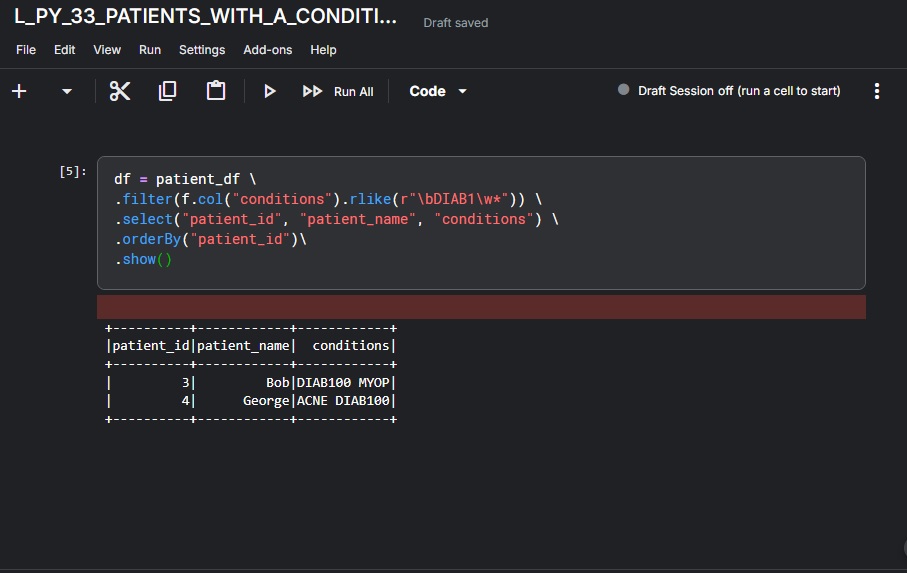 L_PY_33_PATIENTS_WITH_A_CONDITI...
Draft saved
File Edit View Run Settings Add-ons Help
Run All Code Draft Session off (run a cell to start)
[5]:
df = patient_df \
.filter(f.col("conditions").rlike(r"\bDIAB1\w*")) \
.select("patient_id", "patient_name", "conditions") \
.orderBy("patient_id")\
.show()
+----------+------------+------------+
|patient_id|patient_name|  conditions|
+----------+------------+------------+
|         3|         Bob|DIAB100 MYOP|
|         4|      George|ACNE DIAB100|
+----------+------------+------------+